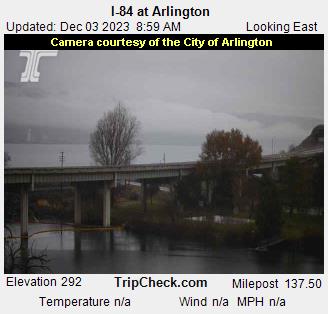 I-84 at Arlington
Updated: Dec 03 2023 8:59 AM Looking East
Camera courtesy of the City of Arlington
Elevation 292 TripCheck.com Milepost 137.50
Temperature n/a Wind n/a MPH n/a